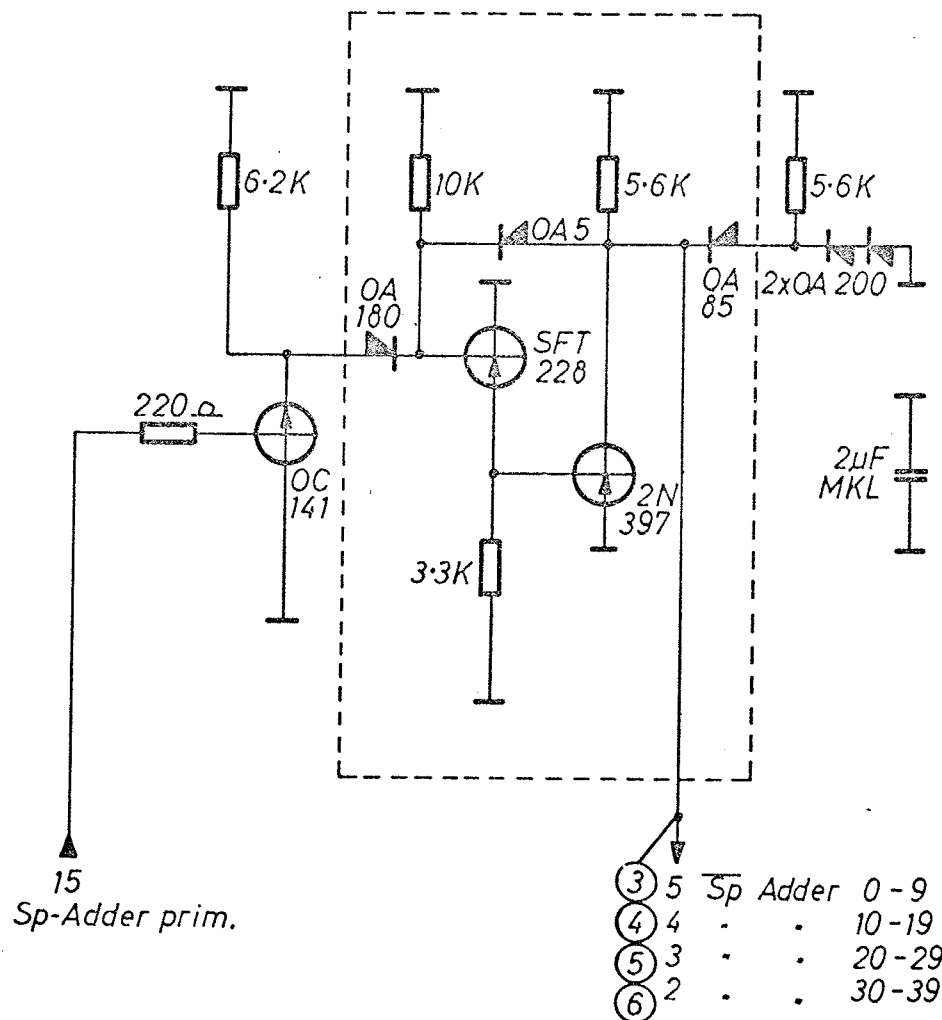 6·2K
10K
5·6K
5·6K
OA5
OA
180
OA
85
2xOA 200
SFT
228
220 Ω
OC
141
2N
397
2µF
MKL
3·3K
15
Sp-Adder prim.
③ 5 S̅p̅ Adder 0-9
④ 4 " " 10-19
⑤ 3 " " 20-29
⑥ 2 " " 30-39